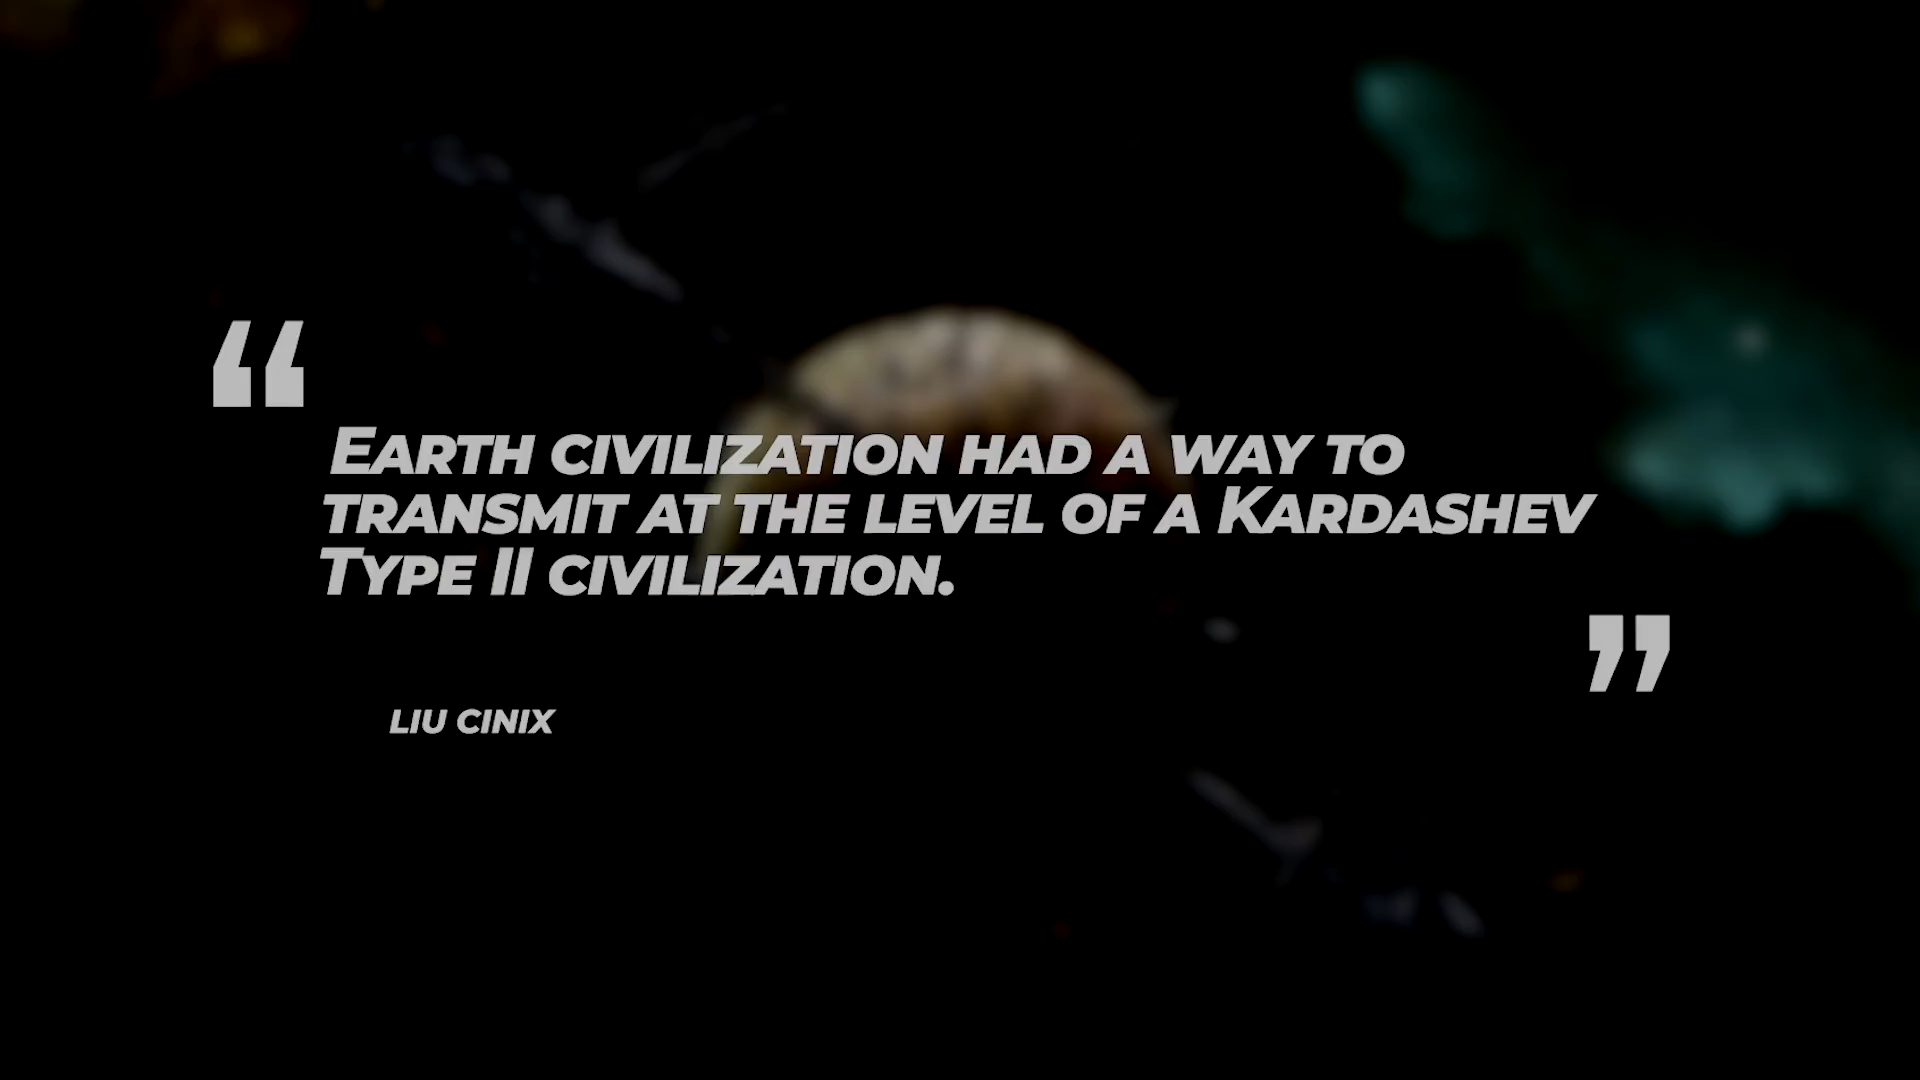 “
Earth civilization had a way to
transmit at the level of a Kardashev
Type II civilization.
”
LIU CINIX